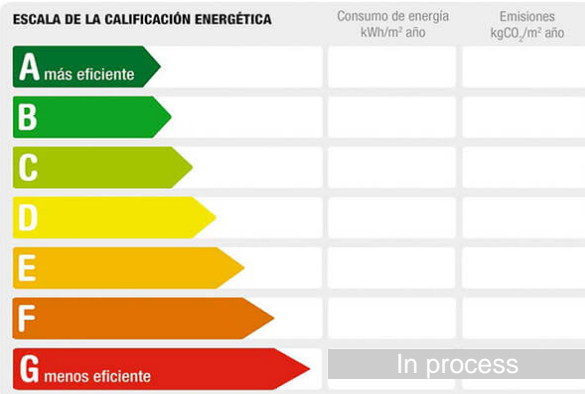 ESCALA DE LA CALIFICACIÓN ENERGÉTICA
Consumo de energía
kWh/m² año
Emisiones
kgCO₂/m² año
A más eficiente
B
C
D
E
F
G menos eficiente
In process